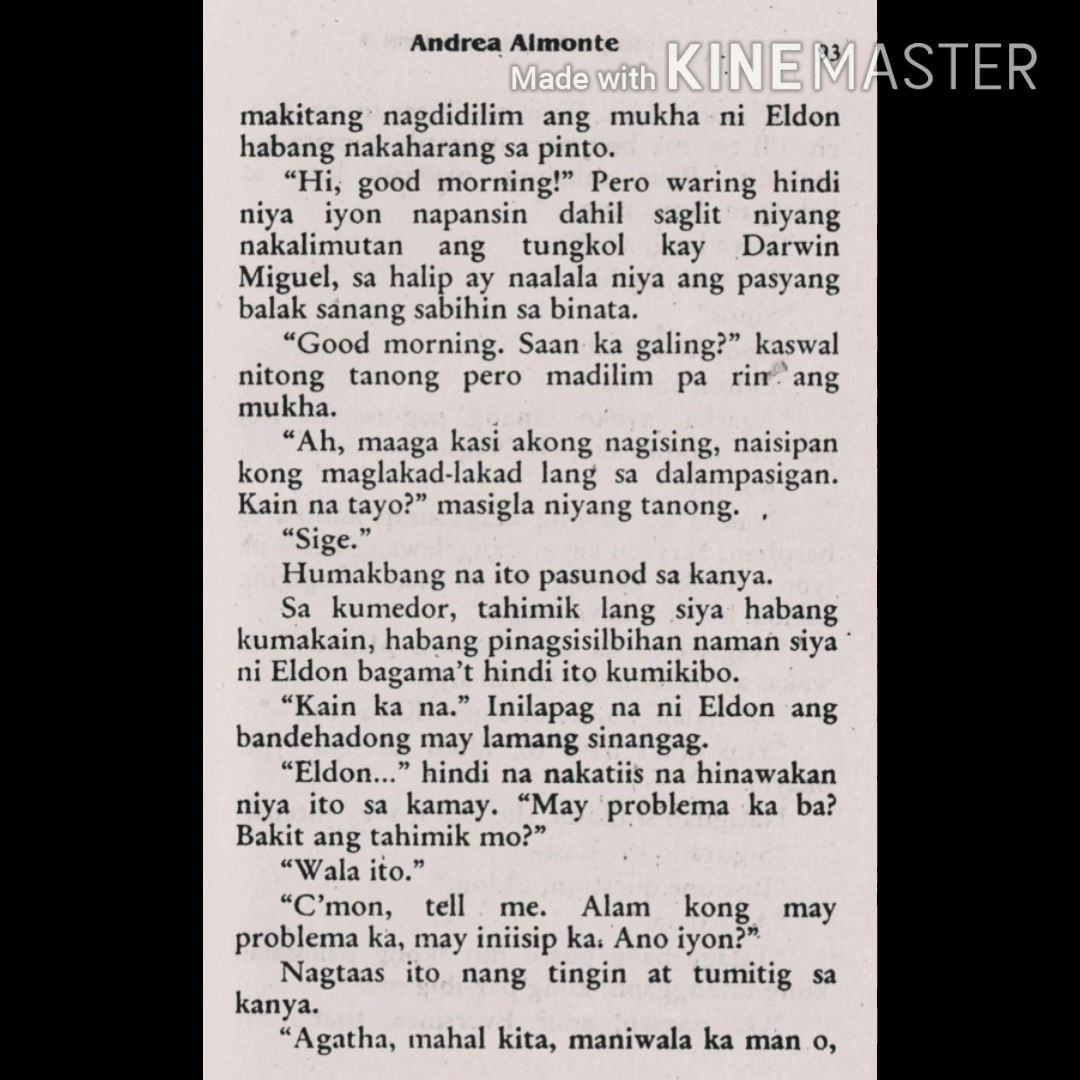 Andrea Almonte
Made with KINEMASTER
makitang nagdidilim ang mukha ni Eldon
habang nakaharang sa pinto.
“Hi, good morning!” Pero waring hindi
niya iyon napansin dahil saglit niyang
nakalimutan ang tungkol kay Darwin
Miguel, sa halip ay naalala niya ang pasyang
balak sanang sabihin sa binata.
“Good morning. Saan ka galing?” kaswal
nitong tanong pero madilim pa rin ang
mukha.
“Ah, maaga kasi akong nagising, naisipan
kong maglakad-lakad lang sa dalampasigan.
Kain na tayo?” masigla niyang tanong.
“Sige.”
Humakbang na ito pasunod sa kanya.
Sa kumedor, tahimik lang siya habang
kumakain, habang pinagsisilbihan naman siya
ni Eldon bagama’t hindi ito kumikibo.
“Kain ka na.” Inilapag na ni Eldon ang
bandehadong may lamang sinangag.
“Eldon...” hindi na nakatiis na hinawakan
niya ito sa kamay. “May problema ka ba?
Bakit ang tahimik mo?”
“Wala ito.”
“C’mon, tell me. Alam kong may
problema ka, may iniisip ka. Ano iyon?”
Nagtaas ito nang tingin at tumitig sa
kanya.
“Agatha, mahal kita, maniwala ka man o,